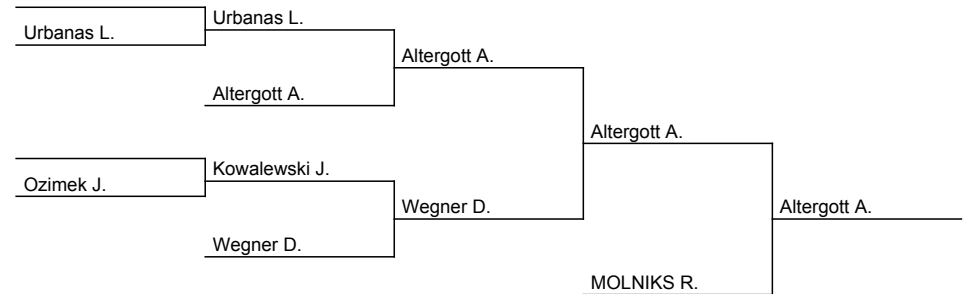 Urbanas L.
Urbanas L.
Altergott A.
Altergott A.
Altergott A.
Ozimek J.
Kowalewski J.
Wegner D.
Altergott A.
Wegner D.
MOLNIKS R.